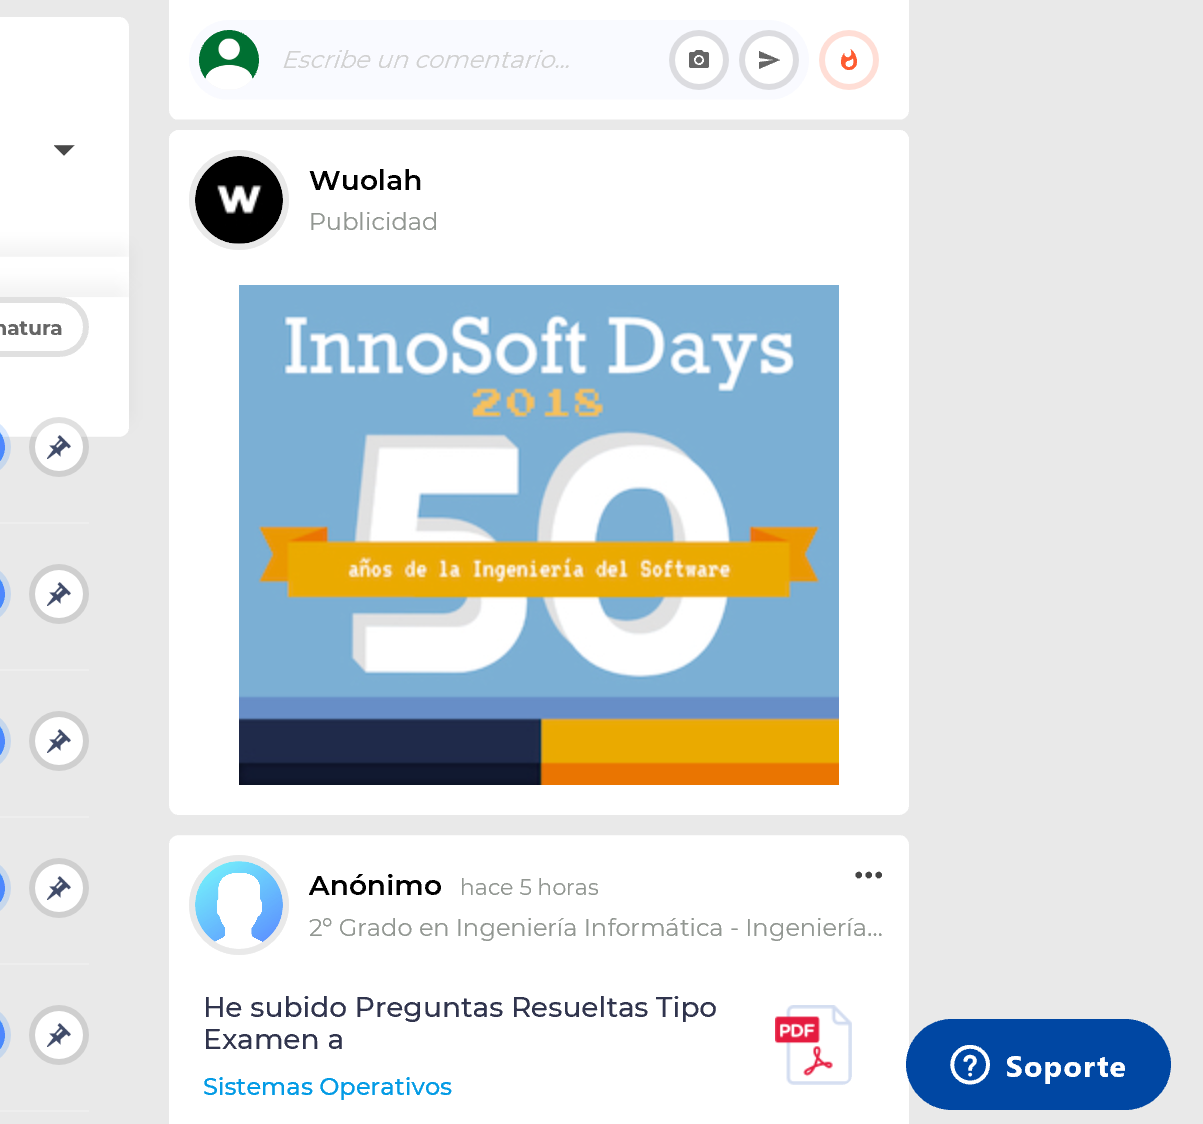 Escribe un comentario...
W
Wuolah
Publicidad
natura
InnoSoft Days
2018
50
años de la Ingeniería del Software
Anónimo hace 5 horas
2º Grado en Ingeniería Informática - Ingeniería...
He subido Preguntas Resueltas Tipo
Examen a
PDF
Sistemas Operativos
? Soporte